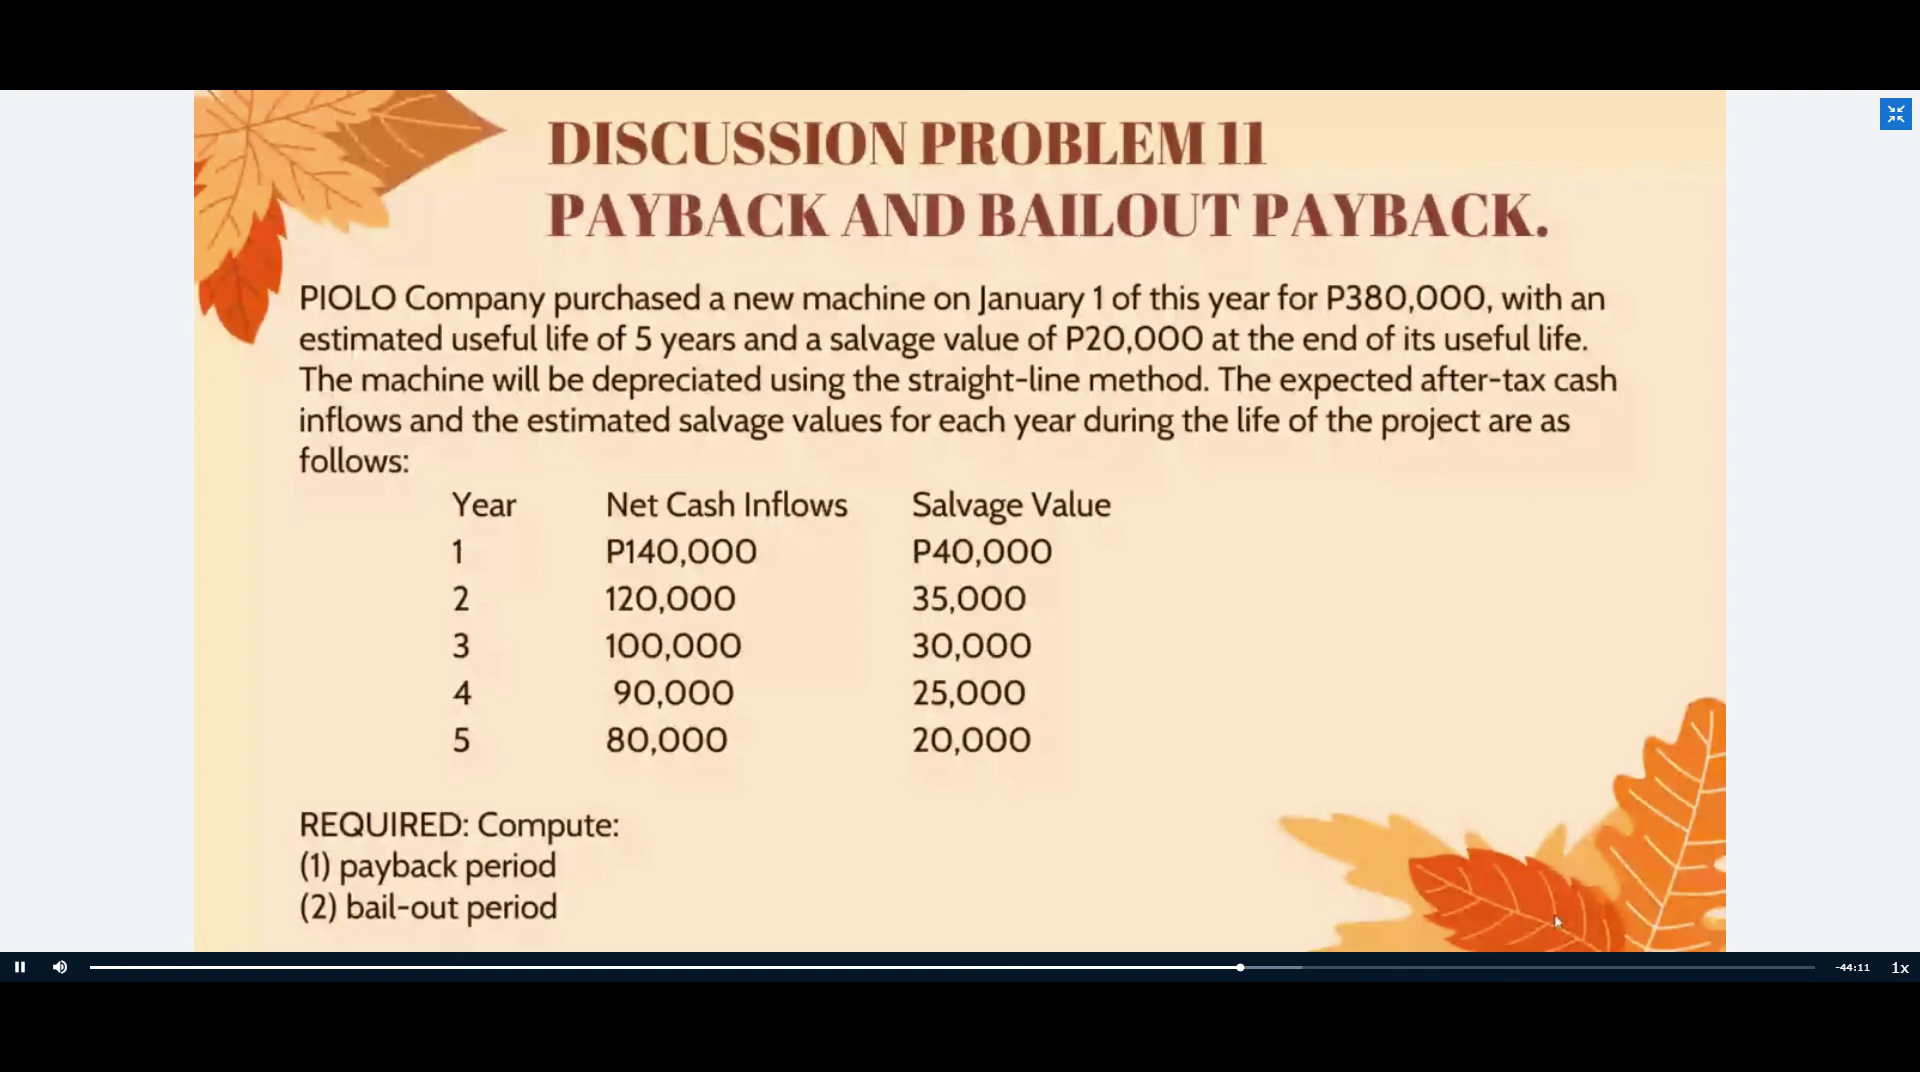 DISCUSSION PROBLEM 11
PAYBACK AND BAILOUT PAYBACK.
PIOLO Company purchased a new machine on January 1 of this year for P380,000, with an
estimated useful life of 5 years and a salvage value of P20,000 at the end of its useful life.
The machine will be depreciated using the straight-line method. The expected after-tax cash
inflows and the estimated salvage values for each year during the life of the project are as
follows:
Year Net Cash Inflows Salvage Value
1 P140,000 P40,000
2 120,000 35,000
3 100,000 30,000
4 90,000 25,000
5 80,000 20,000
REQUIRED: Compute:
(1) payback period
(2) bail-out period
-44:11 1x